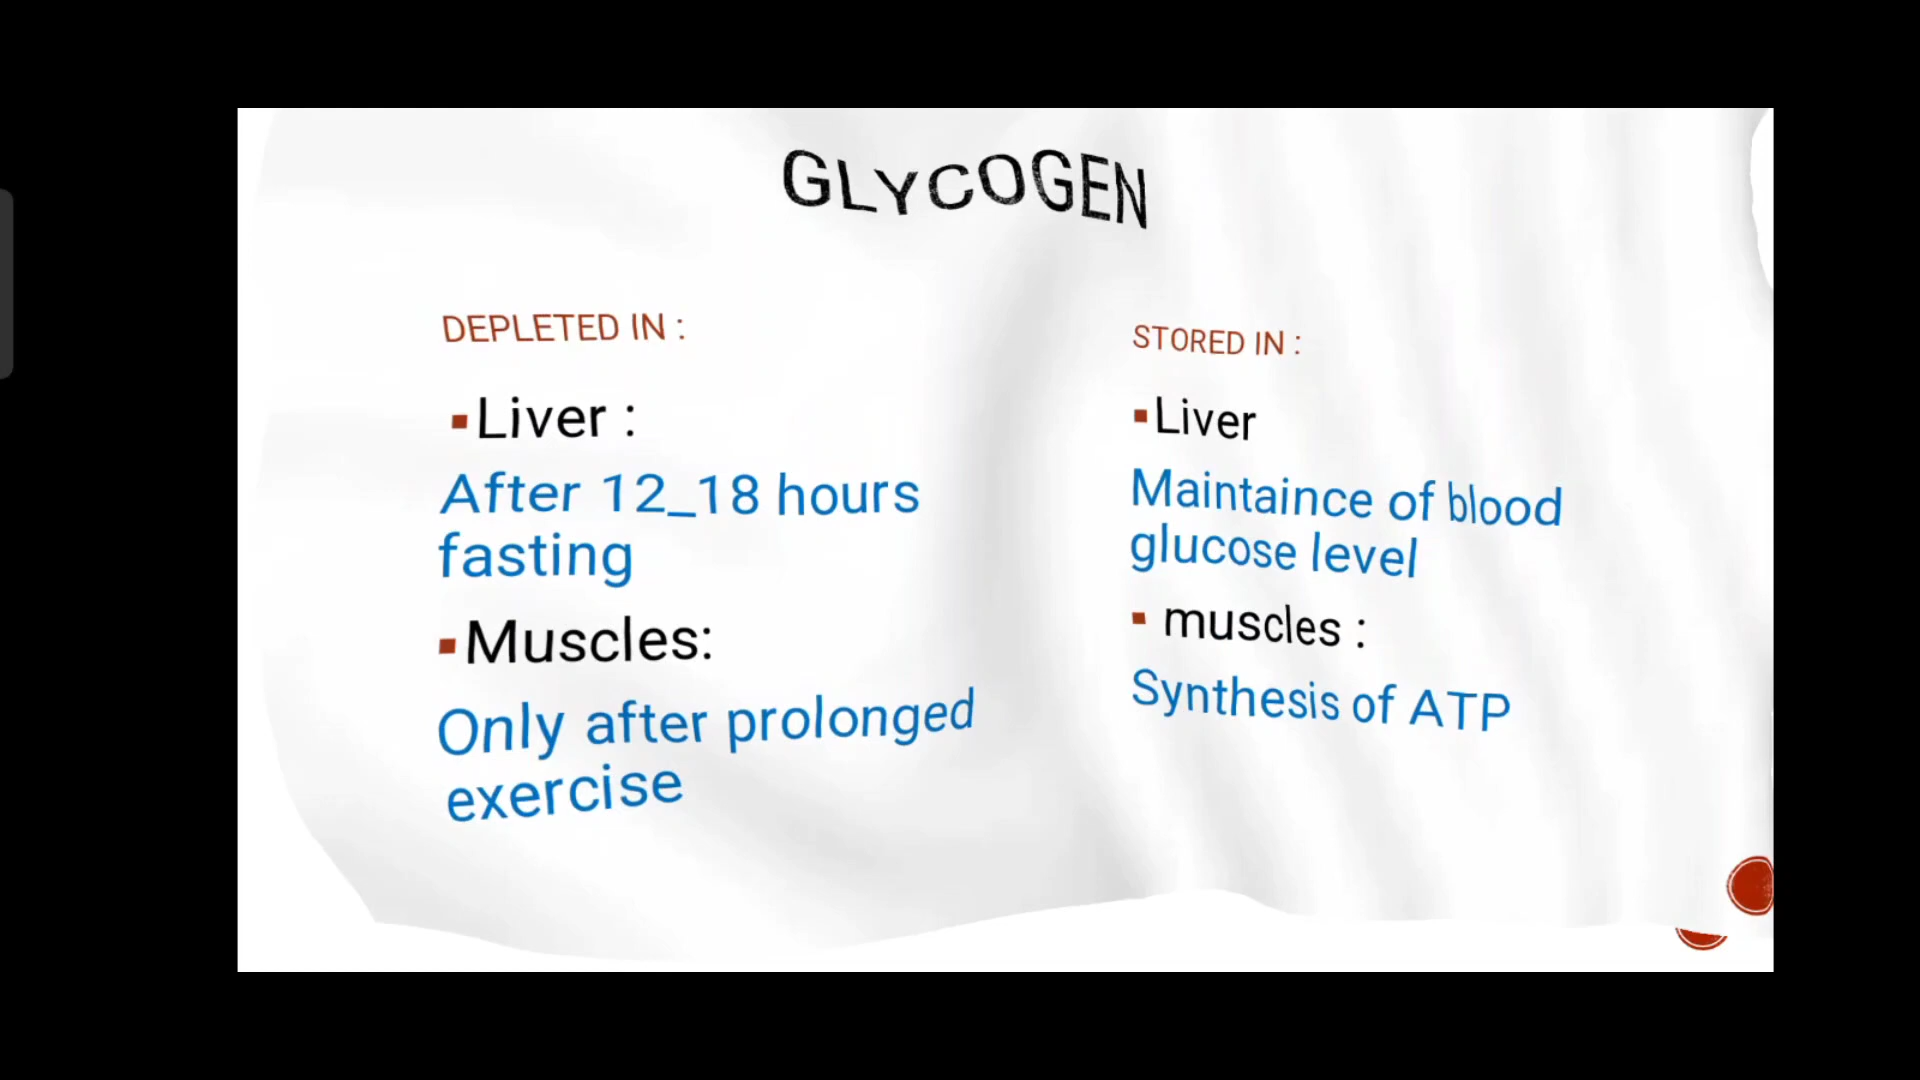 GLYCOGEN
DEPLETED IN :
▪Liver :
After 12_18 hours
fasting
▪Muscles:
Only after prolonged
exercise
STORED IN :
▪Liver
Maintaince of blood
glucose level
▪ muscles :
Synthesis of ATP